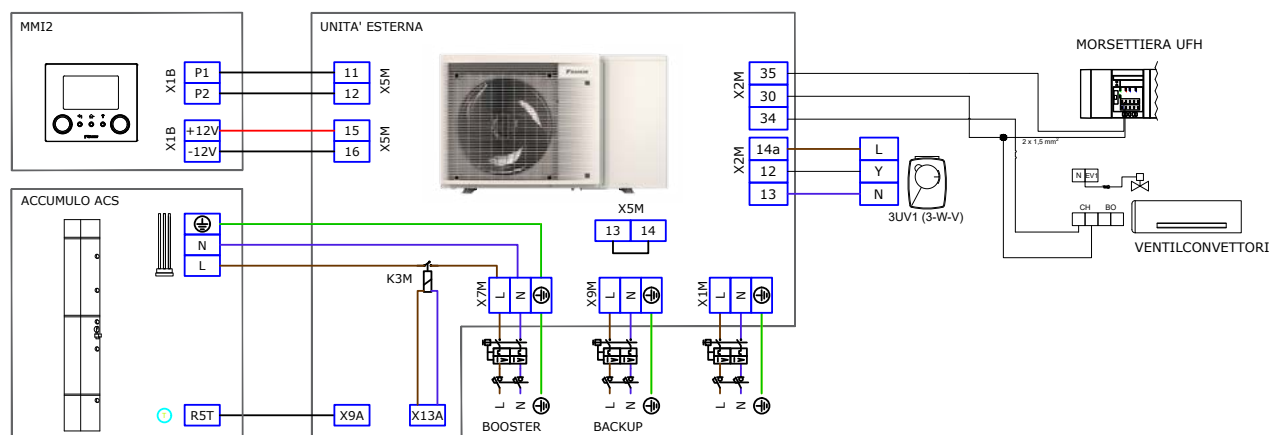 MMI2
X1B
P1
P2
X1B
+12V
-12V
UNITA' ESTERNA
11
12
X5M
15
16
X5M
DAIKIN
X2M
35
30
34
X2M
14a
12
13
L
Y
N
3UV1 (3-W-V)
MORSETTIERA UFH
2 x 1,5 mm²
N EV1
CH BO
VENTILCONVETTORI
X5M
13 14
ACCUMULO ACS
N
L
K3M
X7M
L N
X9M
L N
X1M
L N
L N
BOOSTER
L N
BACKUP
L N
R5T
X9A
X13A